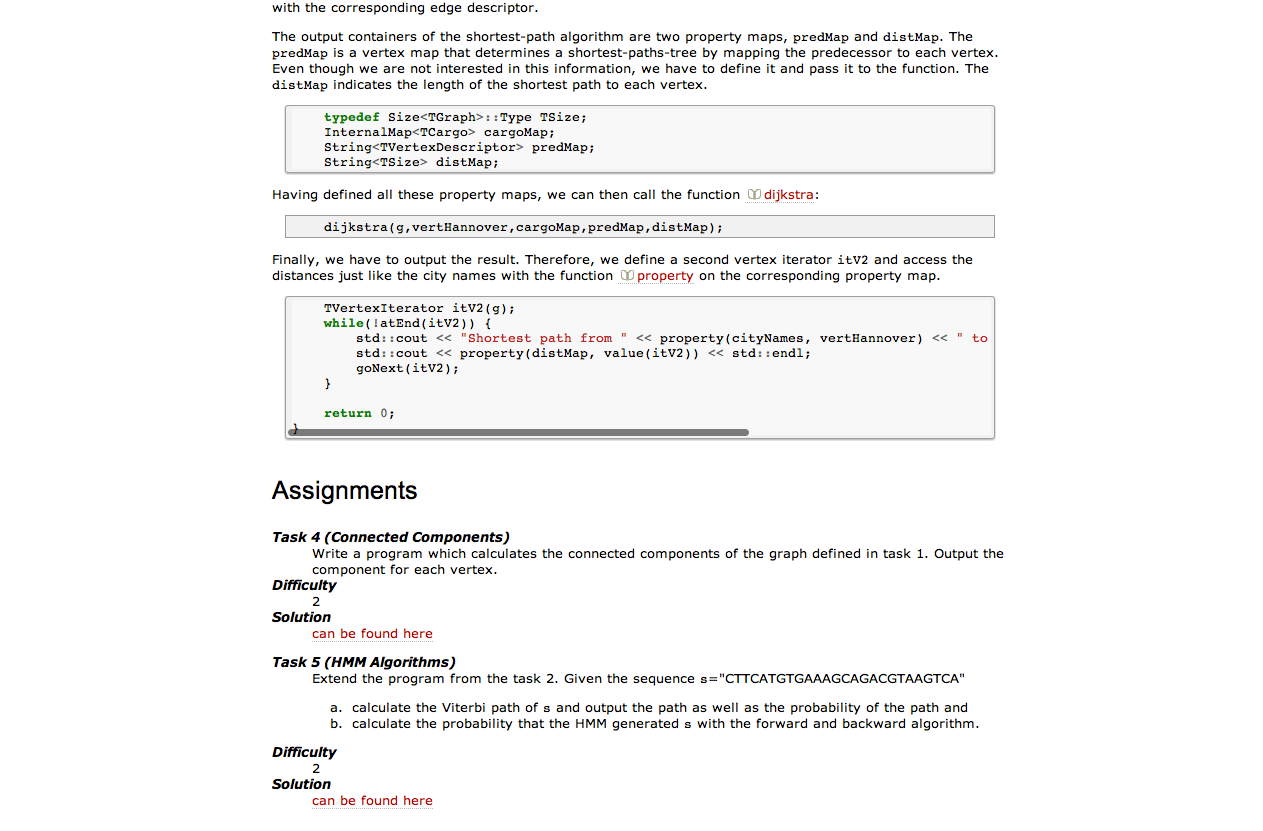 with the corresponding edge descriptor.
The output containers of the shortest-path algorithm are two property maps, predMap and distMap. The
predMap is a vertex map that determines a shortest-paths-tree by mapping the predecessor to each vertex.
Even though we are not interested in this information, we have to define it and pass it to the function. The
distMap indicates the length of the shortest path to each vertex.
typedef Size<TGraph>::Type TSize;
InternalMap<TCargo> cargoMap;
String<TVertexDescriptor> predMap;
String<TSize> distMap;
Having defined all these property maps, we can then call the function dijkstra:
dijkstra(g,vertHannover,cargoMap,predMap,distMap);
Finally, we have to output the result. Therefore, we define a second vertex iterator itV2 and access the
distances just like the city names with the function property on the corresponding property map.
TVertexIterator itV2(g);
while(!atEnd(itV2)) {
std::cout << "Shortest path from " << property(cityNames, vertHannover) << " to
std::cout << property(distMap, value(itV2)) << std::endl;
goNext(itV2);
}
return 0;
}
Assignments
Task 4 (Connected Components)
Write a program which calculates the connected components of the graph defined in task 1. Output the
component for each vertex.
Difficulty
2
Solution
can be found here
Task 5 (HMM Algorithms)
Extend the program from the task 2. Given the sequence s="CTTCATGTGAAAGCAGACGTAAGTCA"
a. calculate the Viterbi path of s and output the path as well as the probability of the path and
b. calculate the probability that the HMM generated s with the forward and backward algorithm.
Difficulty
2
Solution
can be found here